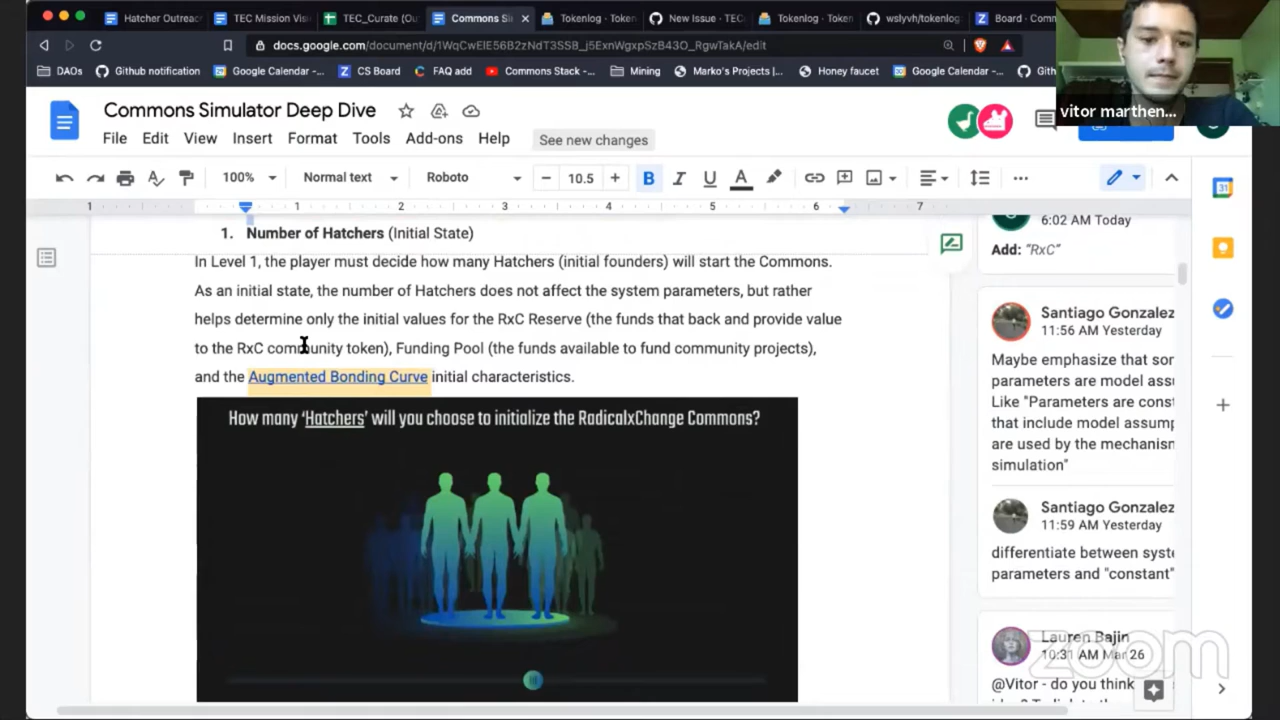 Hatcher Outreac
TEC Mission Vis
TEC_Curate (Ou
Commons Si
Tokenlog · Token
New Issue · TEC
Tokenlog · Token
wslyvh/tokenlog
Board - Comm
docs.google.com/document/d/1WqCwElE56B2zNdT3SSB_j5ExnWgxpSzB43O_RgwTakA/edit
DAOs
Github notification
Google Calendar -...
CS Board
FAQ add
Commons Stack -...
Mining
Marko's Projects |...
Honey faucet
Google Calendar -...
Gith
vitor marthen...
Commons Simulator Deep Dive
File Edit View Insert Format Tools Add-ons Help See new changes
100% Normal text Roboto 10.5 B I U A
1 1 2 3 4 5 6 7
1. Number of Hatchers (Initial State)
In Level 1, the player must decide how many Hatchers (initial founders) will start the Commons.
As an initial state, the number of Hatchers does not affect the system parameters, but rather
helps determine only the initial values for the RxC Reserve (the funds that back and provide value
to the RxC community token), Funding Pool (the funds available to fund community projects),
and the Augmented Bonding Curve initial characteristics.
How many 'Hatchers' will you choose to initialize the RadicalxChange Commons?
6:02 AM Today
Add: “RxC”
Santiago Gonzalez
11:56 AM Yesterday
Maybe emphasize that sor
parameters are model assu
Like "Parameters are const
that include model assump
are used by the mechanism
simulation"
Santiago Gonzalez
11:59 AM Yesterday
differentiate between syste
parameters and "constant"
Lauren Bajin
10:31 AM Mar 26
@Vitor - do you think
31
zoom